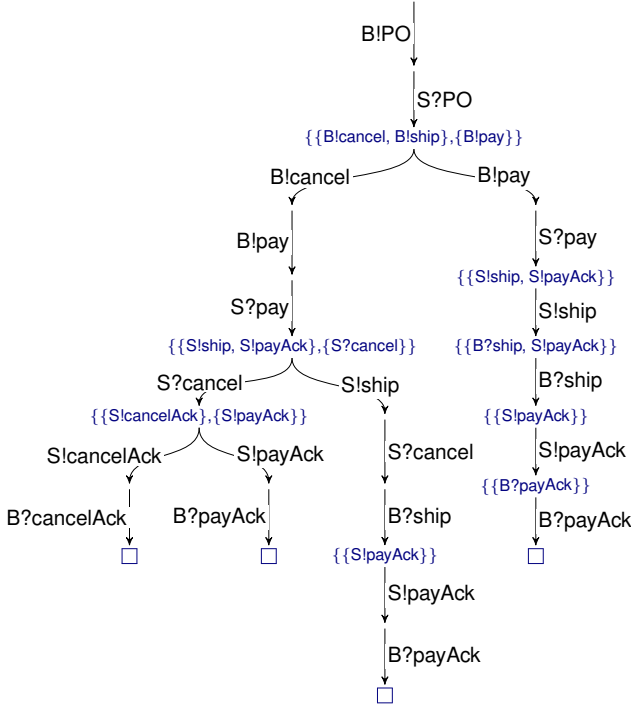 B!PO
S?PO
{{B!cancel, B!ship},{B!pay}}
B!cancel
B!pay
B!pay
S?pay
S?pay
{{S!ship, S!payAck}}
S!ship
{{S!ship, S!payAck},{S?cancel}}
{{B?ship, S!payAck}}
S?cancel
S!ship
B?ship
{{S!cancelAck},{S!payAck}}
{{S!payAck}}
S!cancelAck
S!payAck
S?cancel
S!payAck
{{B?payAck}}
B?cancelAck
B?payAck
B?ship
B?payAck
{{S!payAck}}
S!payAck
B?payAck